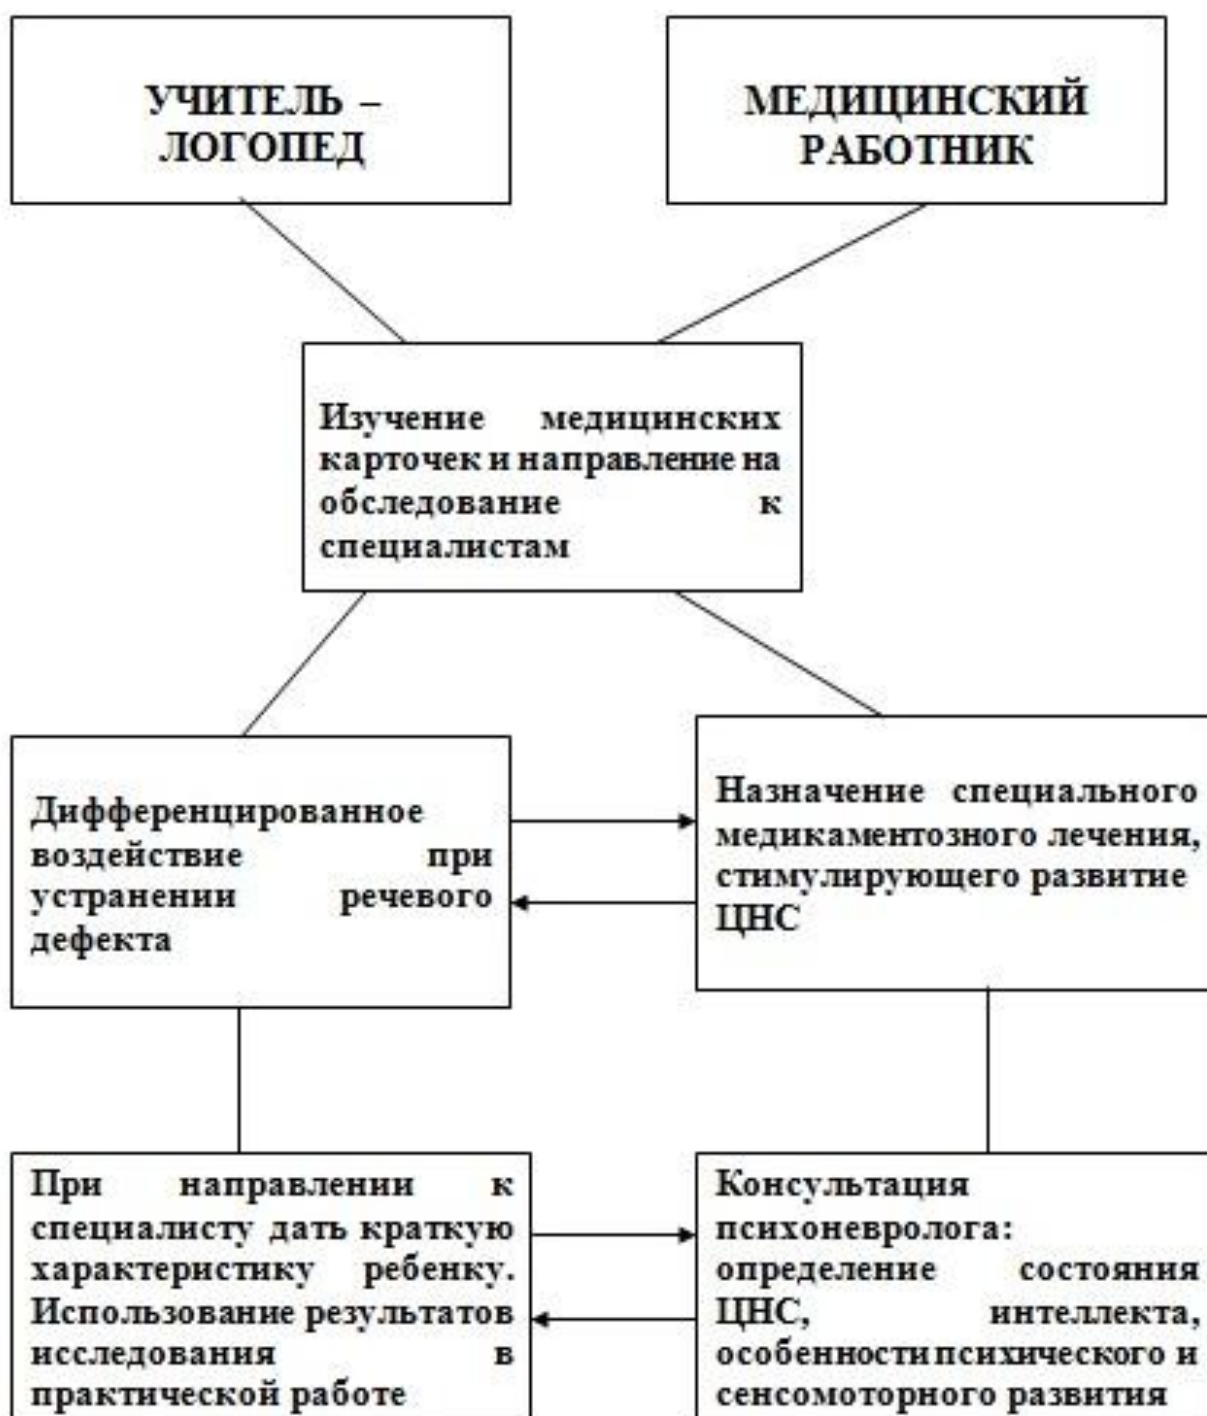 УЧИТЕЛЬ –
ЛОГОПЕД
МЕДИЦИНСКИЙ
РАБОТНИК
Изучение медицинских
карточек и направление на
обследование к
специалистам
Дифференцированное
воздействие при
устранении речевого
дефекта
Назначение специального
медикаментозного лечения,
стимулирующего развитие
ЦНС
При направлении к
специалисту дать краткую
характеристику ребенку.
Использование результатов
исследования в
практической работе
Консультация
психоневролога:
определение состояния
ЦНС, интеллекта,
особенности психического и
сенсомоторного развития